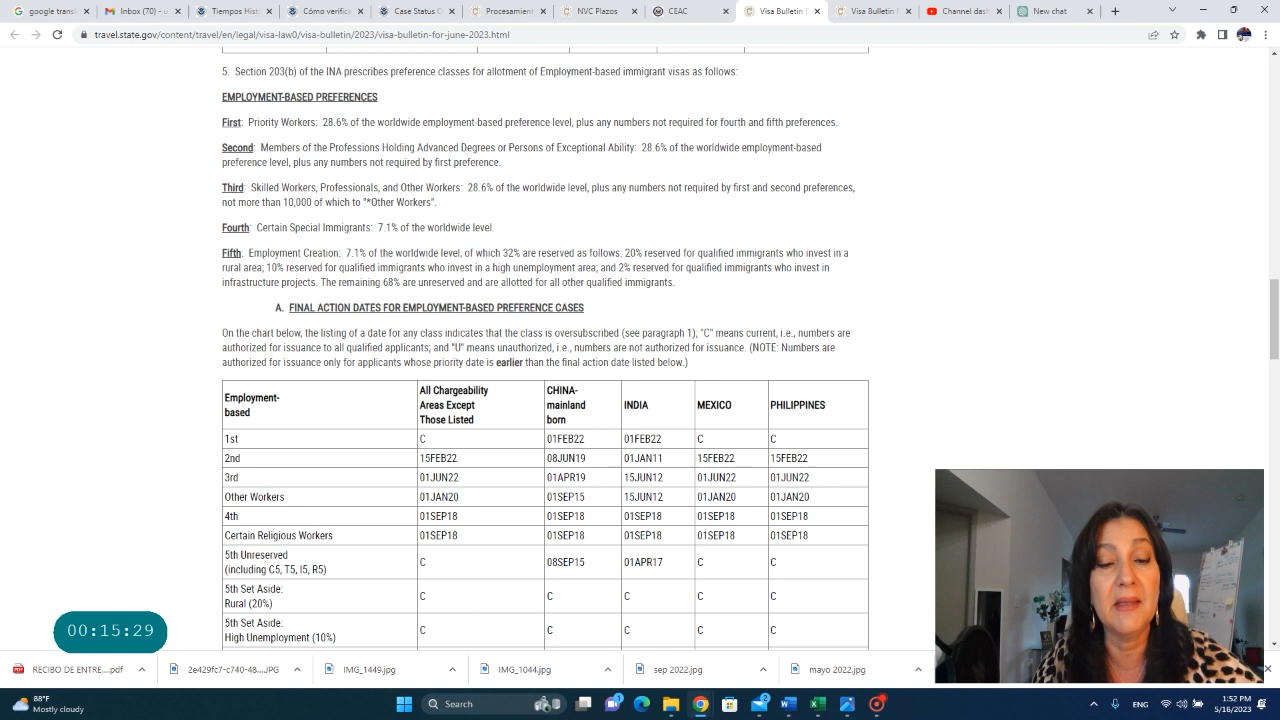 google transl
Inbox (70) - u
Tiempos Hist
Cómo verifica
Case Status C
Procesamient
NVC Plazos
CEAC
Visa Bulletin F
Visa Bulletin
Channel dash
New chat
travel.state.gov/content/travel/en/legal/visa-law0/visa-bulletin/2023/visa-bulletin-for-june-2023.html
5. Section 203(b) of the INA prescribes preference classes for allotment of Employment-based immigrant visas as follows:
EMPLOYMENT-BASED PREFERENCES
First: Priority Workers: 28.6% of the worldwide employment-based preference level, plus any numbers not required for fourth and fifth preferences.
Second: Members of the Professions Holding Advanced Degrees or Persons of Exceptional Ability: 28.6% of the worldwide employment-based
preference level, plus any numbers not required by first preference.
Third: Skilled Workers, Professionals, and Other Workers: 28.6% of the worldwide level, plus any numbers not required by first and second preferences,
not more than 10,000 of which to "*Other Workers".
Fourth: Certain Special Immigrants: 7.1% of the worldwide level.
Fifth: Employment Creation: 7.1% of the worldwide level, of which 32% are reserved as follows: 20% reserved for qualified immigrants who invest in a
rural area; 10% reserved for qualified immigrants who invest in a high unemployment area; and 2% reserved for qualified immigrants who invest in
infrastructure projects. The remaining 68% are unreserved and are allotted for all other qualified immigrants.
A. FINAL ACTION DATES FOR EMPLOYMENT-BASED PREFERENCE CASES
On the chart below, the listing of a date for any class indicates that the class is oversubscribed (see paragraph 1); "C" means current, i.e., numbers are
authorized for issuance to all qualified applicants; and "U" means unauthorized, i.e., numbers are not authorized for issuance. (NOTE: Numbers are
authorized for issuance only for applicants whose priority date is earlier than the final action date listed below.)
Employment-
based
All Chargeability
Areas Except
Those Listed
CHINA-
mainland
born
INDIA
MEXICO
PHILIPPINES
1st C 01FEB22 01FEB22 C C
2nd 15FEB22 08JUN19 01JAN11 15FEB22 15FEB22
3rd 01JUN22 01APR19 15JUN12 01JUN22 01JUN22
Other Workers 01JAN20 01SEP15 15JUN12 01JAN20 01JAN20
4th 01SEP18 01SEP18 01SEP18 01SEP18 01SEP18
Certain Religious Workers 01SEP18 01SEP18 01SEP18 01SEP18 01SEP18
5th Unreserved
(including C5, T5, I5, R5) C 08SEP15 01APR17 C C
5th Set Aside:
Rural (20%) C C C C C
5th Set Aside:
High Unemployment (10%) C C C C C
00:15:29
RECIBO DE ENTRE....pdf
2e429fc7-c740-48....JPG
IMG_1449.jpg
IMG_1044.jpg
sep 2022.jpg
mayo 2022.jpg
88°F
Mostly cloudy
Search
1
2
ENG
1:52 PM
5/16/2023